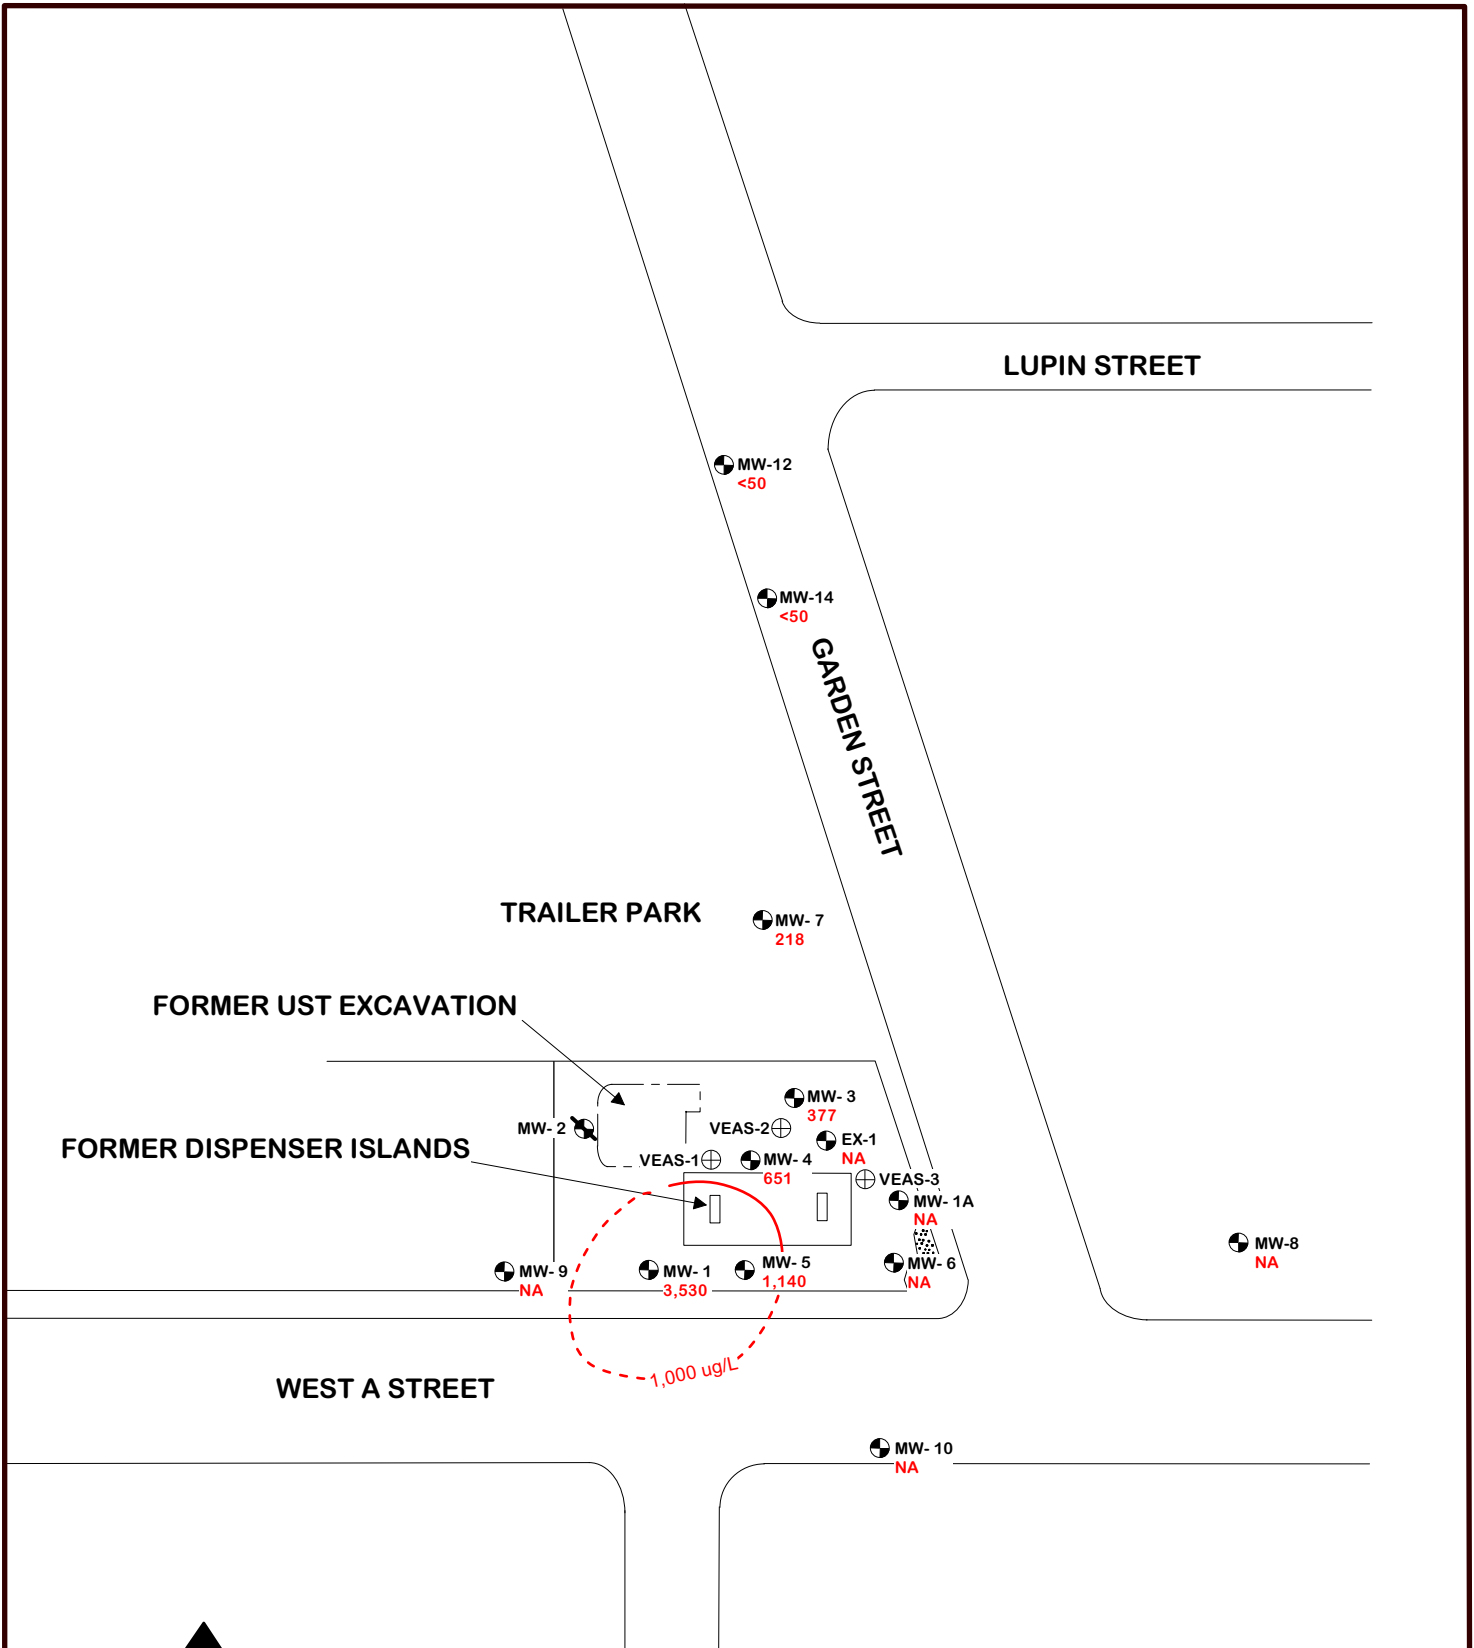 LUPIN STREET
MW-12
<50
MW-14
<50
GARDEN STREET
TRAILER PARK
MW- 7
218
FORMER UST EXCAVATION
MW- 3
377
MW- 2
VEAS-2
EX-1
NA
FORMER DISPENSER ISLANDS
VEAS-1
MW- 4
651
VEAS-3
MW- 1A
NA
MW-8
NA
MW- 9
NA
MW- 1
3,530
MW- 5
1,140
MW- 6
NA
1,000 ug/L
WEST A STREET
MW- 10
NA